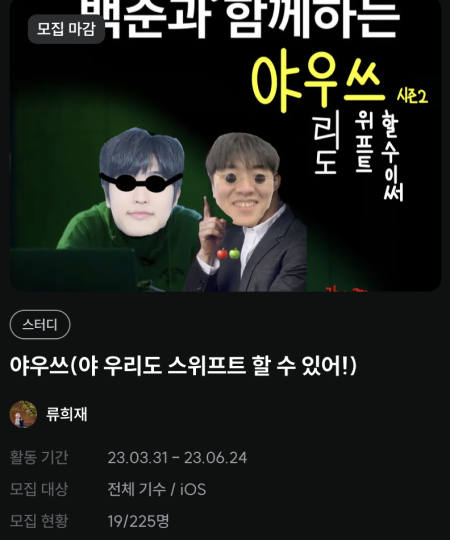 백준과 함께하는
모집 마감
야우쓰 시즌2
리도
위프트
할수이써
스터디
야우쓰(야 우리도 스위프트 할 수 있어!)
류희재
활동 기간 23.03.31 - 23.06.24
모집 대상 전체 기수 / iOS
모집 현황 19/225명